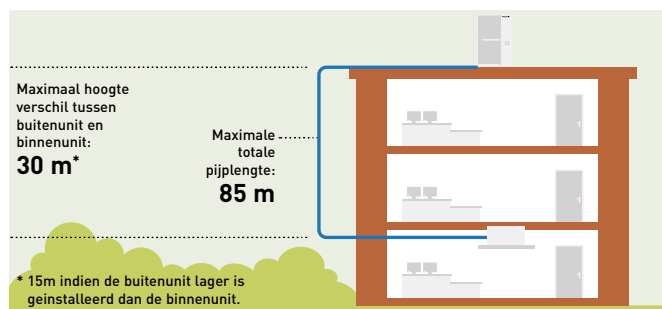 Maximaal hoogte
verschil tussen
buitenunit en
binnenunit:
30 m*
Maximale
totale
pijplengte:
85 m
* 15m indien de buitenunit lager is
geinstalleerd dan de binnenunit.